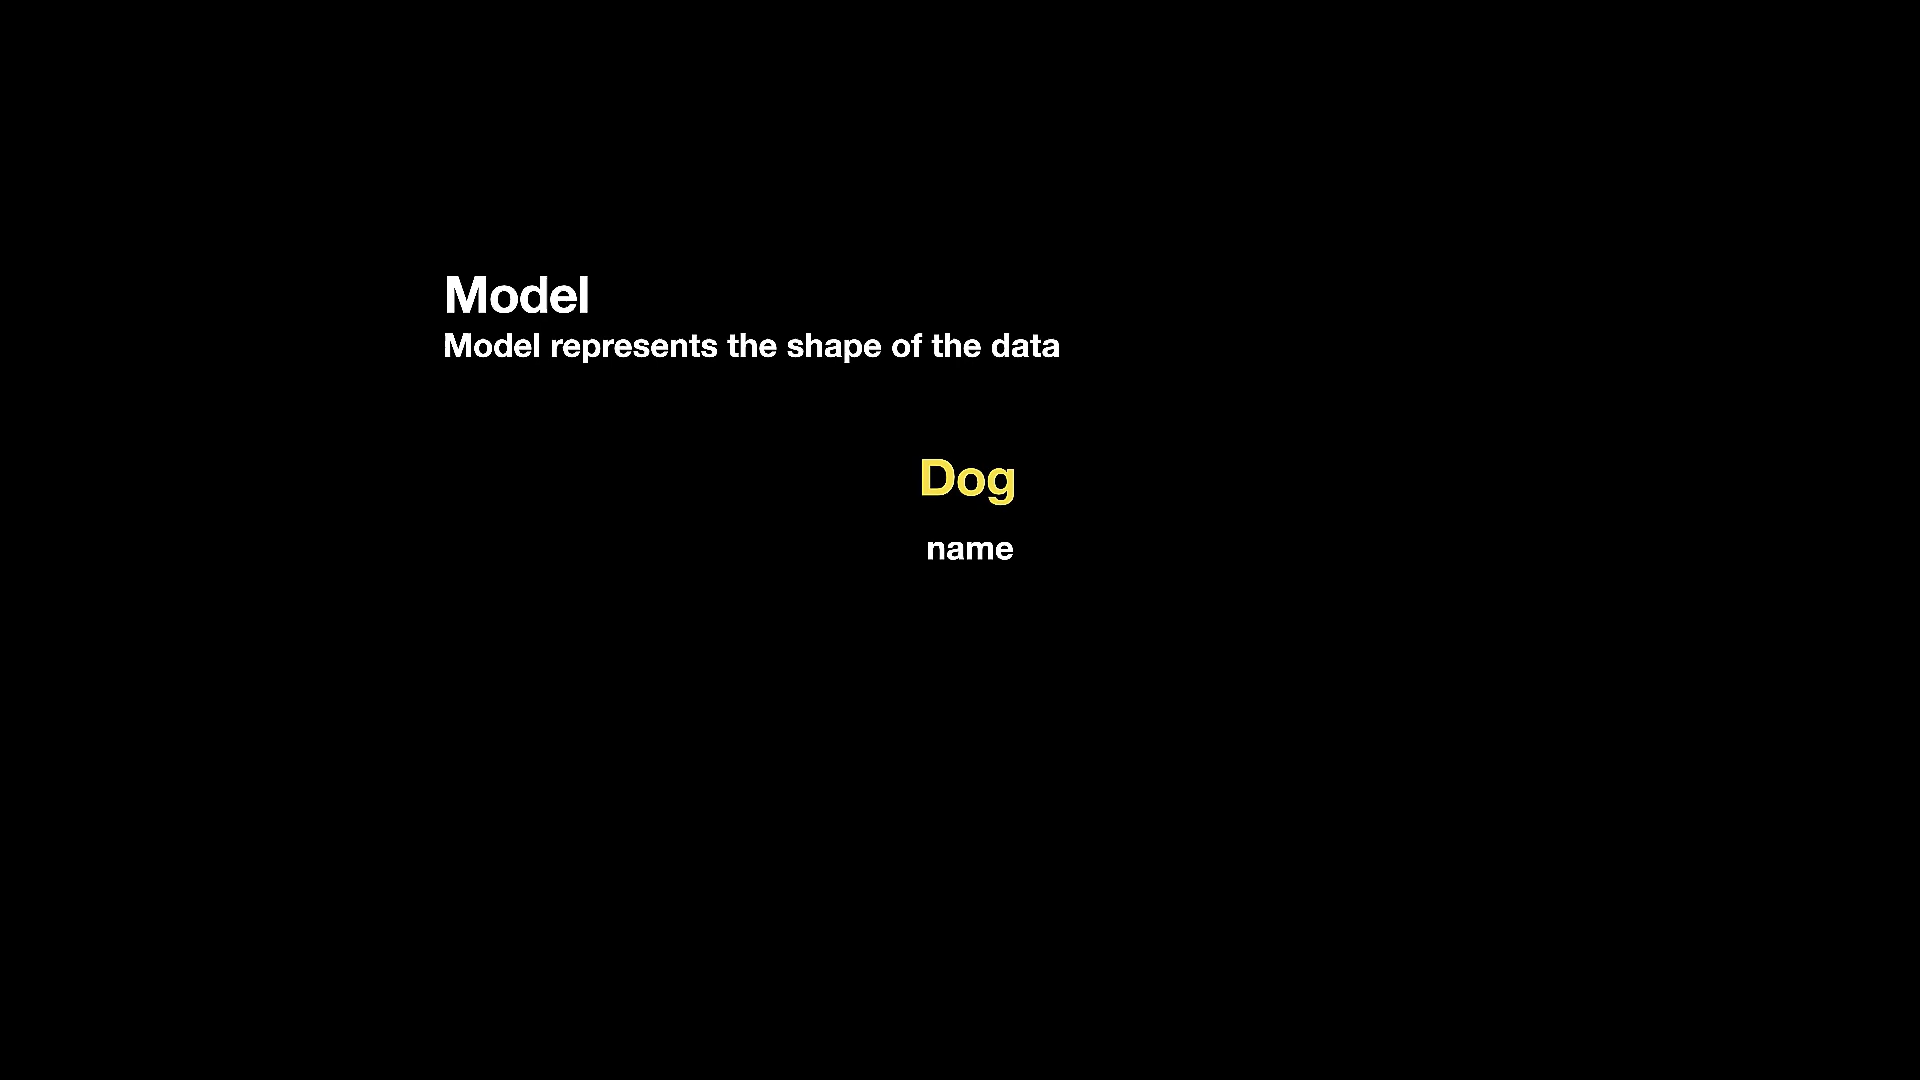 Model
Model represents the shape of the data
Dog
name